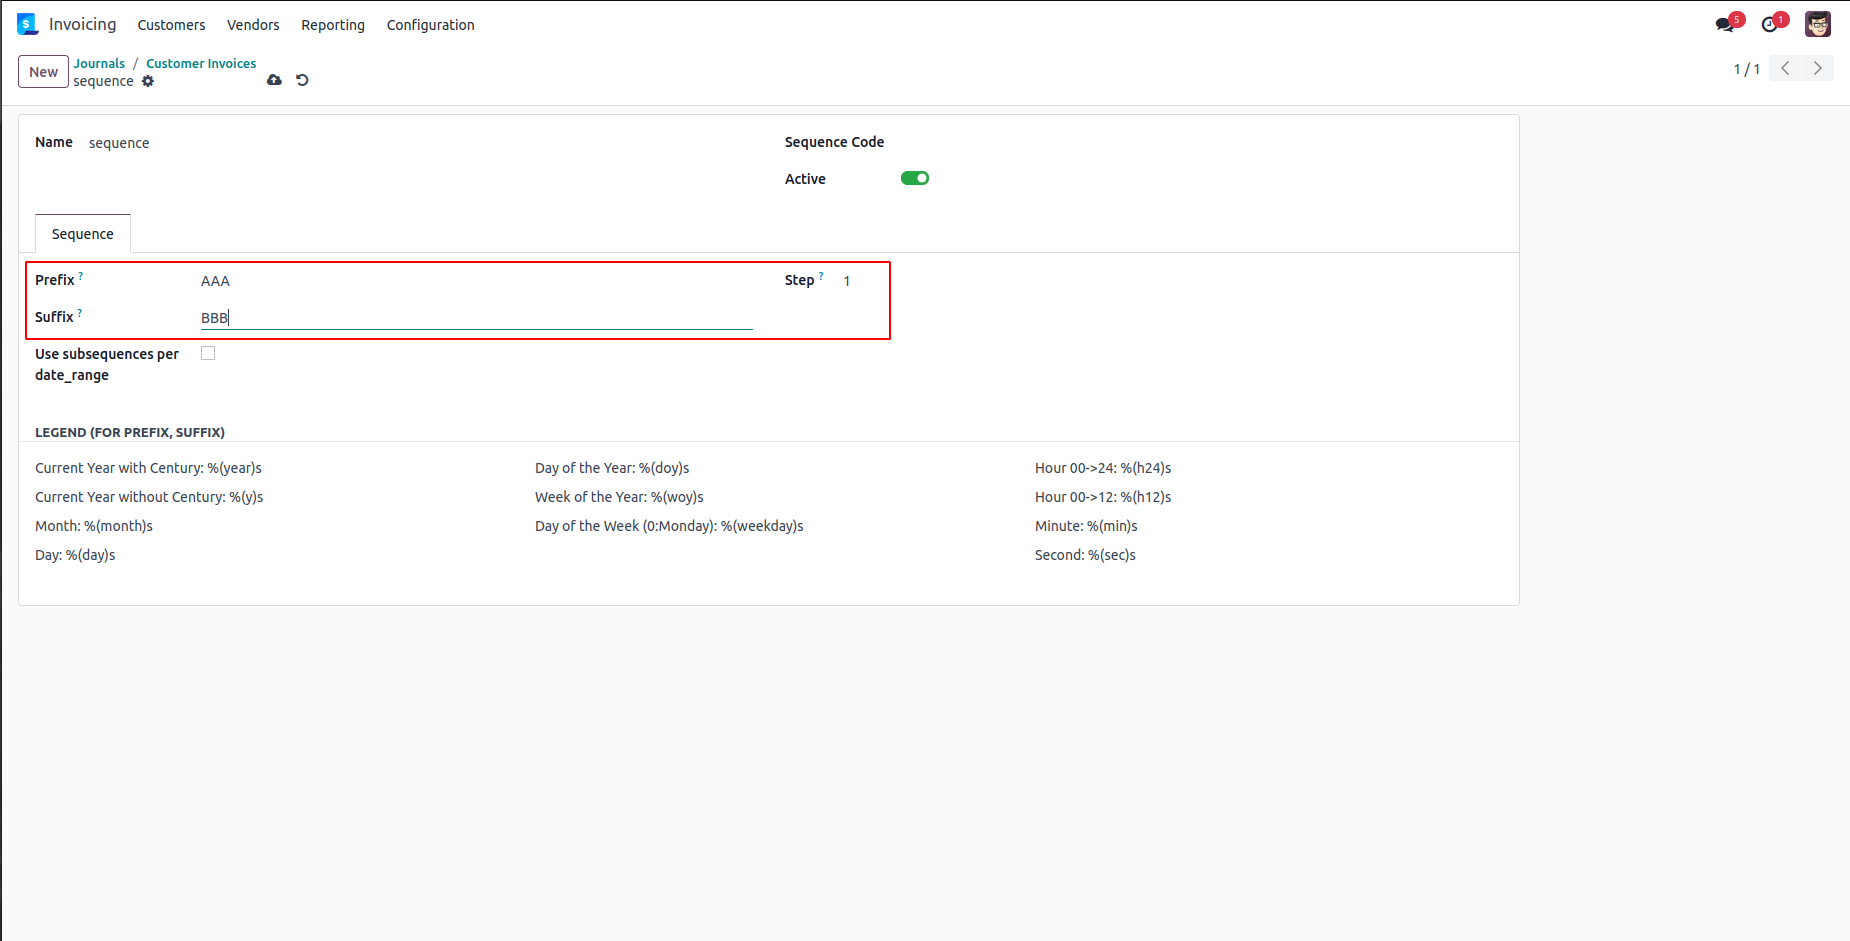 Invoicing Customers Vendors Reporting Configuration 5 1
New Journals / Customer Invoices
sequence
1 / 1
Name sequence
Sequence Code
Active
Sequence
Prefix ? AAA
Step ? 1
Suffix ? BBB
Use subsequences per
date_range
LEGEND (FOR PREFIX, SUFFIX)
Current Year with Century: %(year)s
Current Year without Century: %(y)s
Month: %(month)s
Day: %(day)s
Day of the Year: %(doy)s
Week of the Year: %(woy)s
Day of the Week (0:Monday): %(weekday)s
Hour 00->24: %(h24)s
Hour 00->12: %(h12)s
Minute: %(min)s
Second: %(sec)s